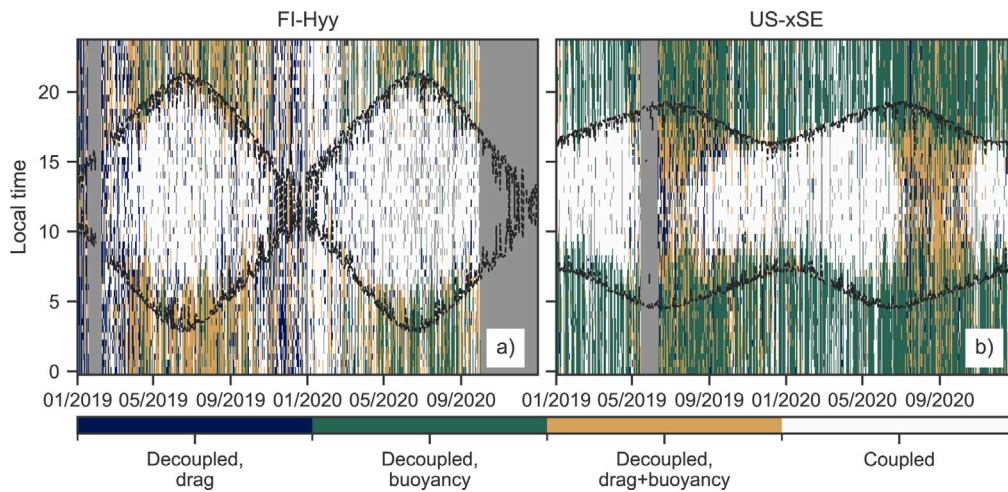 FI-Hyy
US-xSE
Local time
20
15
10
5
0
a)
b)
01/2019 05/2019 09/2019 01/2020 05/2020 09/2020
01/2019 05/2019 09/2019 01/2020 05/2020 09/2020
Decoupled,
drag
Decoupled,
buoyancy
Decoupled,
drag+buoyancy
Coupled